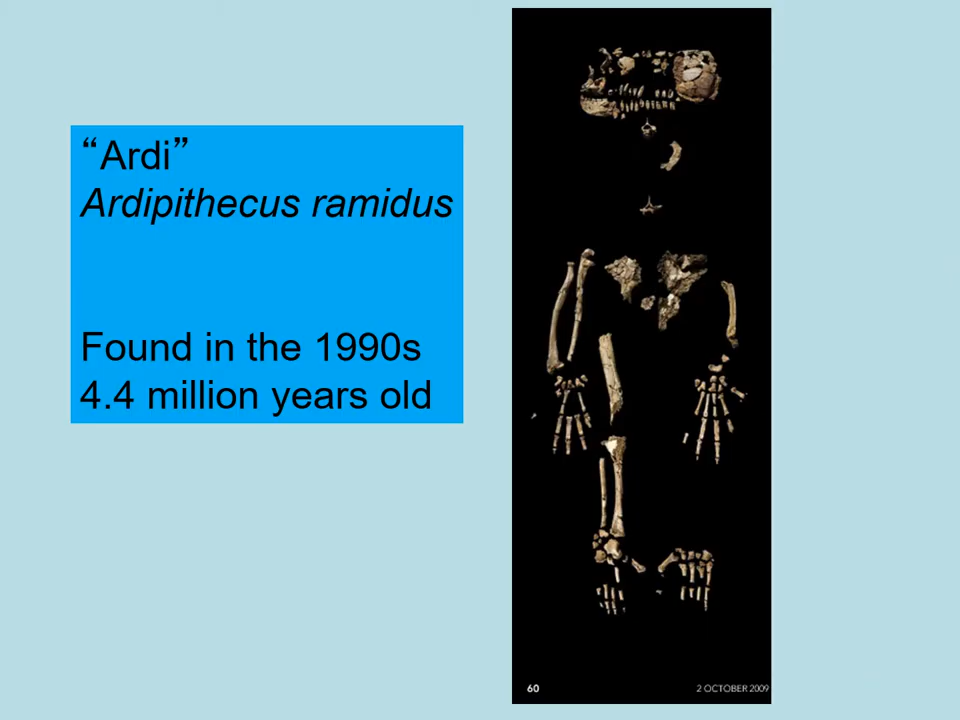 “Ardi”
Ardipithecus ramidus
Found in the 1990s
4.4 million years old
60
2 OCTOBER 2009